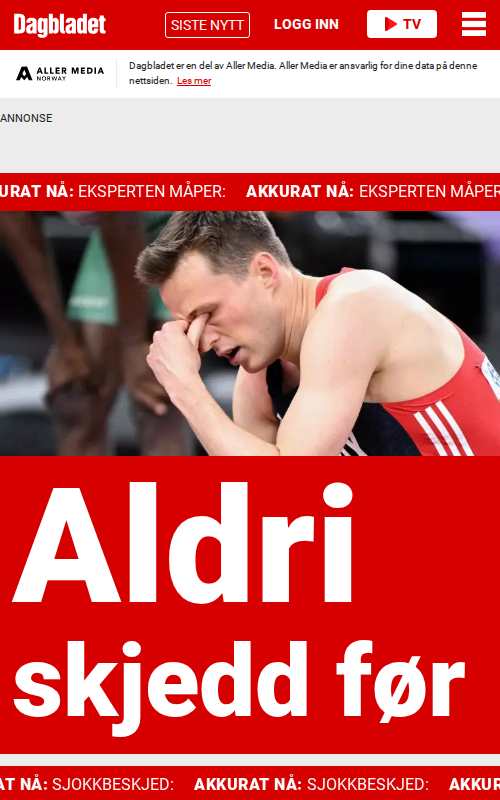 Dagbladet
SISTE NYTT
LOGG INN
TV
ALLER MEDIA
NORWAY
Dagbladet er en del av Aller Media. Aller Media er ansvarlig for dine data på denne
nettsiden. Les mer
ANNONSE
URAT NÅ: EKSPERTEN MÅPER: AKKURAT NÅ: EKSPERTEN MÅPER
Aldri
skjedd før
AT NÅ: SJOKKBESKJED: AKKURAT NÅ: SJOKKBESKJED: AKKUR